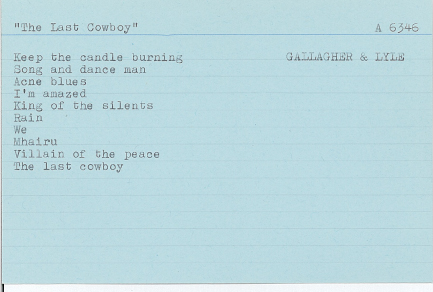 "The Last Cowboy" A 6346
Keep the candle burning GALLAGHER & LYLE
Song and dance man
Acne blues
I'm amazed
King of the silents
Rain
We
Mhairu
Villain of the peace
The last cowboy